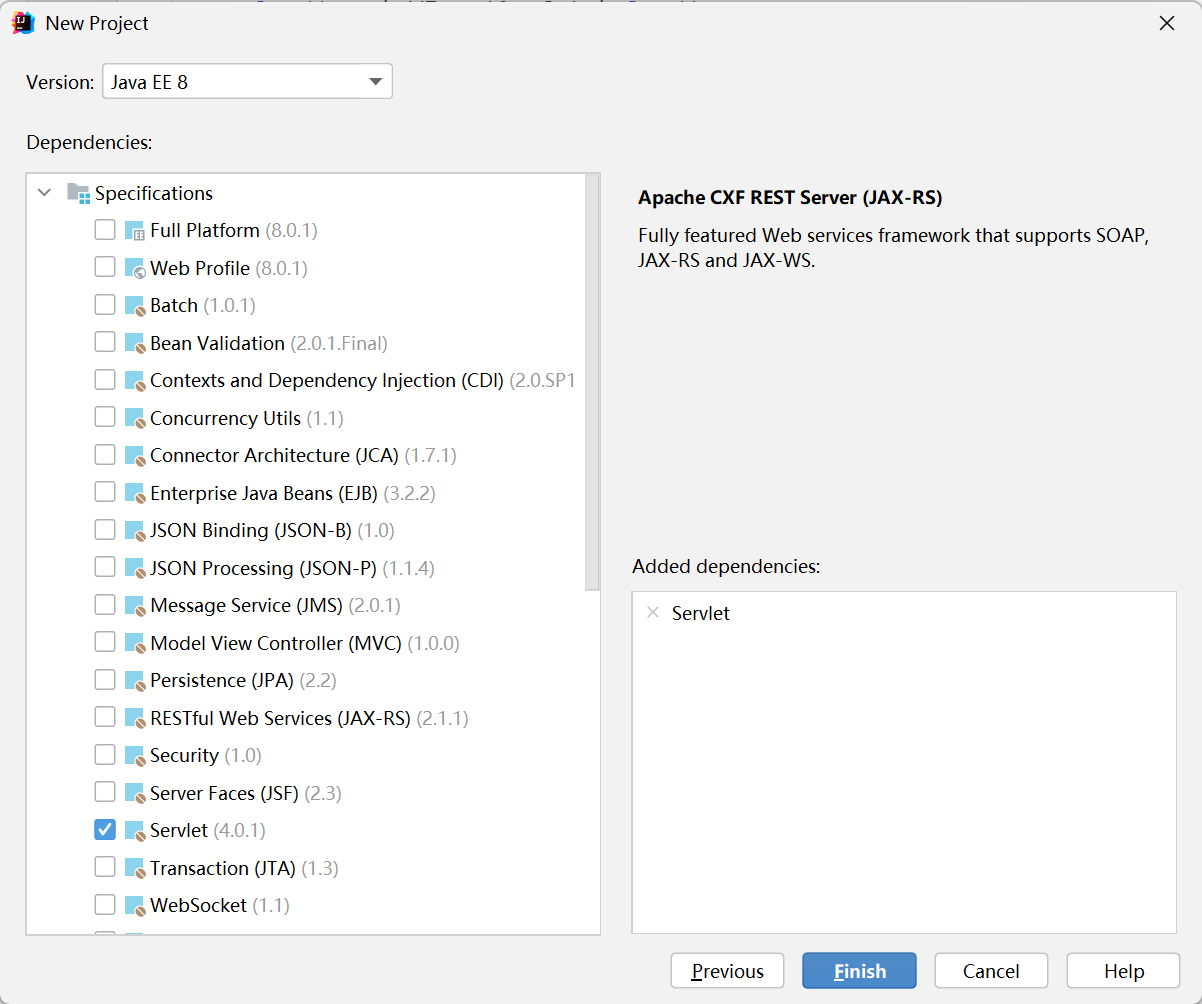 New Project
Version:
Java EE 8
Dependencies:
Specifications
Full Platform (8.0.1)
Web Profile (8.0.1)
Batch (1.0.1)
Bean Validation (2.0.1.Final)
Contexts and Dependency Injection (CDI) (2.0.SP1
Concurrency Utils (1.1)
Connector Architecture (JCA) (1.7.1)
Enterprise Java Beans (EJB) (3.2.2)
JSON Binding (JSON-B) (1.0)
JSON Processing (JSON-P) (1.1.4)
Message Service (JMS) (2.0.1)
Model View Controller (MVC) (1.0.0)
Persistence (JPA) (2.2)
RESTful Web Services (JAX-RS) (2.1.1)
Security (1.0)
Server Faces (JSF) (2.3)
Servlet (4.0.1)
Transaction (JTA) (1.3)
WebSocket (1.1)
Apache CXF REST Server (JAX-RS)
Fully featured Web services framework that supports SOAP,
JAX-RS and JAX-WS.
Added dependencies:
Servlet
Previous
Finish
Cancel
Help